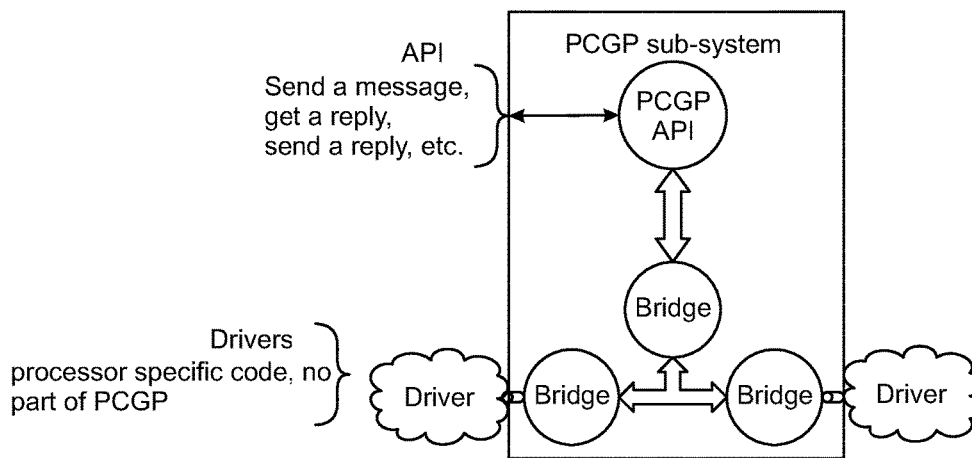 PCGP sub-system
API
Send a message,
get a reply,
send a reply, etc.
PCGP
API
Bridge
Drivers
processor specific code, no
part of PCGP
Driver
Bridge
Bridge
Driver